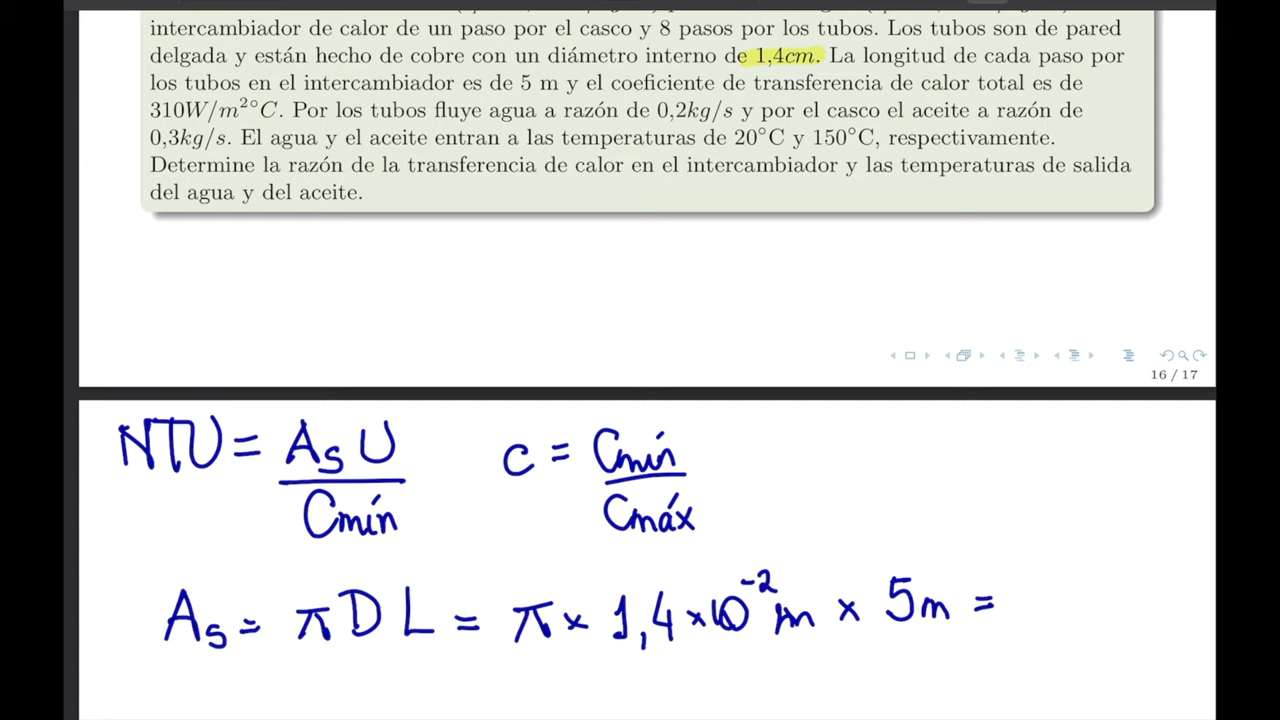 intercambiador de calor de un paso por el casco y 8 pasos por los tubos. Los tubos son de pared
delgada y están hecho de cobre con un diámetro interno de 1,4cm. La longitud de cada paso por
los tubos en el intercambiador es de 5 m y el coeficiente de transferencia de calor total es de
310W/m²°C. Por los tubos fluye agua a razón de 0,2kg/s y por el casco el aceite a razón de
0,3kg/s. El agua y el aceite entran a las temperaturas de 20°C y 150°C, respectivamente.
Determine la razón de la transferencia de calor en el intercambiador y las temperaturas de salida
del agua y del aceite.
16 / 17
NTU = As U / Cmín c = Cmín / Cmáx
As = π D L = π × 1,4 × 10⁻² m × 5m =